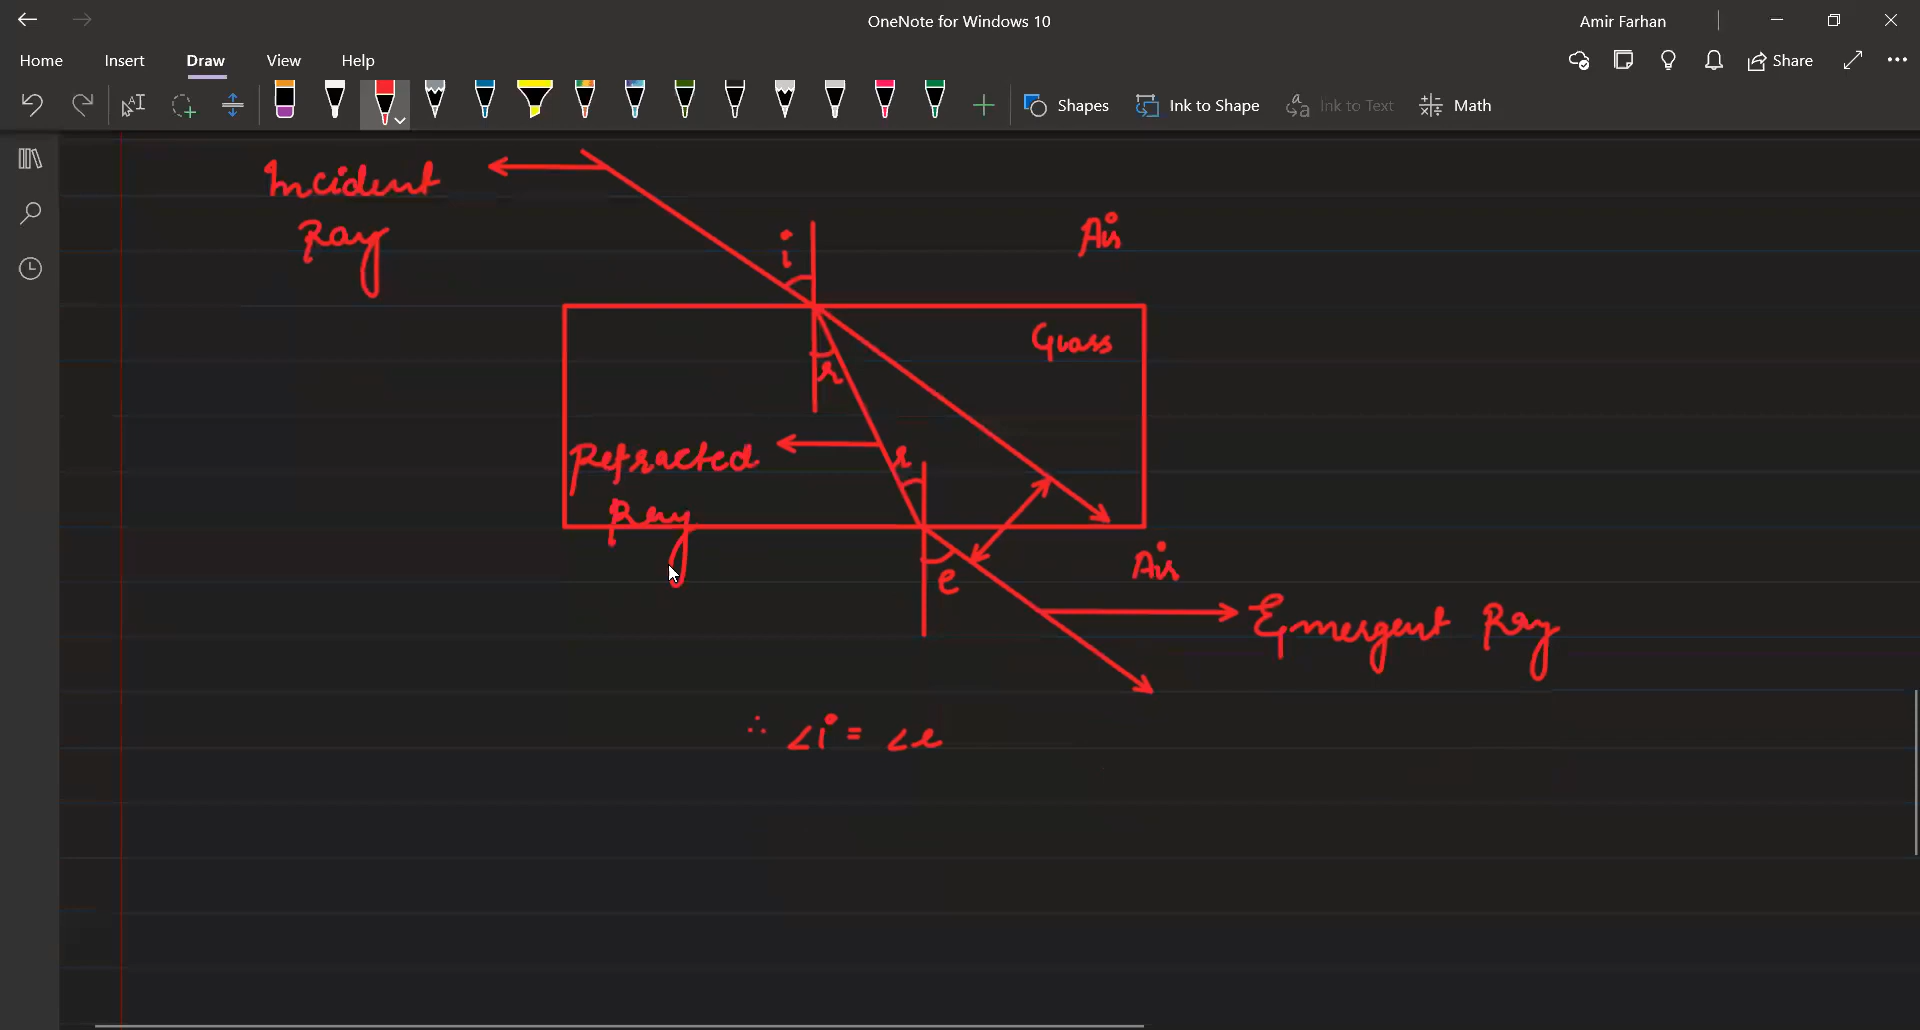 OneNote for Windows 10
Amir Farhan
Home Insert Draw View Help
Share
Shapes Ink to Shape Ink to Text Math
Incident
Ray
i
Air
Glass
r
Refracted
Ray
r
Air
e
Emergent Ray
∴ ∠i = ∠e